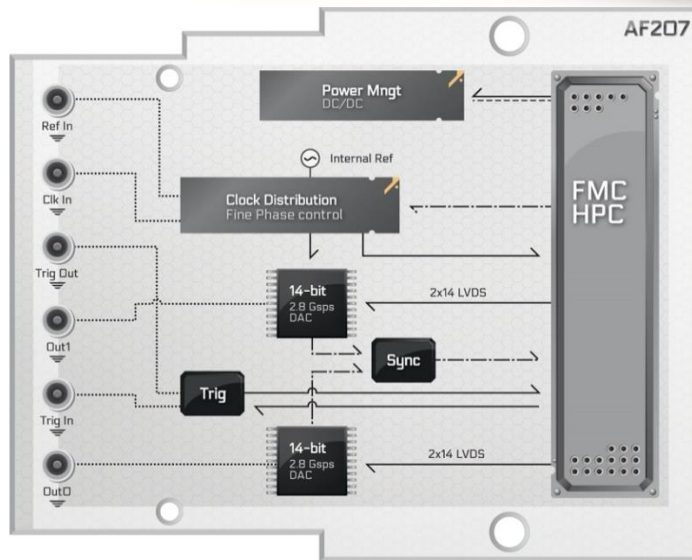 AF207
Power Mngt
DC/DC
Ref In
Internal Ref
Clk In
Clock Distribution
Fine Phase control
FMC
HPC
Trig Out
14-bit
2.8 Gsps
DAC
2x14 LVDS
Out1
Sync
Trig
Trig In
14-bit
2.8 Gsps
DAC
2x14 LVDS
Out0